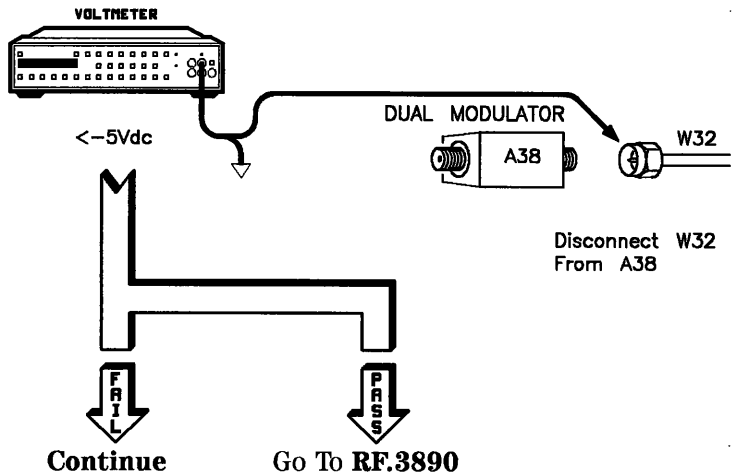 VOLTMETER
DUAL MODULATOR
<-5Vdc
A38
W32
Disconnect W32
From A38
FAIL
PASS
Continue
Go To RF.3890